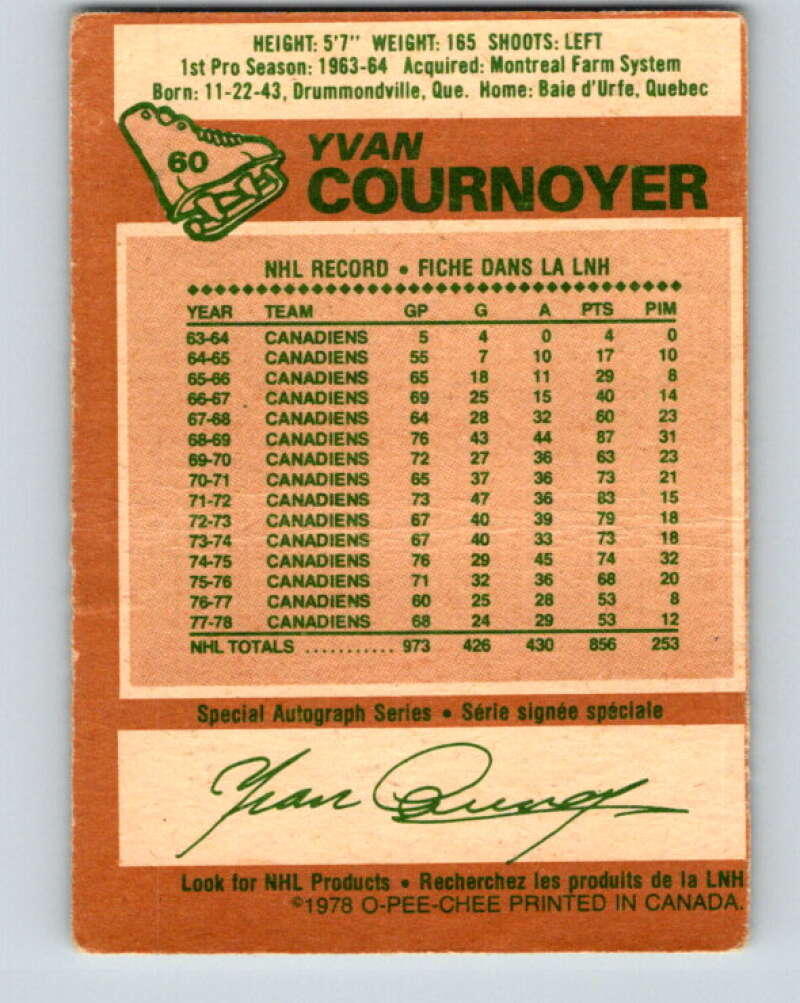 HEIGHT: 5'7" WEIGHT: 165 SHOOTS: LEFT
1st Pro Season: 1963-64 Acquired: Montreal Farm System
Born: 11-22-43, Drummondville, Que. Home: Baie d'Urfe, Quebec
60
YVAN
COURNOYER
NHL RECORD • FICHE DANS LA LNH
YEAR TEAM GP G A PTS PIM
63-64 CANADIENS 5 4 0 4 0
64-65 CANADIENS 55 7 10 17 10
65-66 CANADIENS 65 18 11 29 8
66-67 CANADIENS 69 25 15 40 14
67-68 CANADIENS 64 28 32 60 23
68-69 CANADIENS 76 43 44 87 31
69-70 CANADIENS 72 27 36 63 23
70-71 CANADIENS 65 37 36 73 21
71-72 CANADIENS 73 47 36 83 15
72-73 CANADIENS 67 40 39 79 18
73-74 CANADIENS 67 40 33 73 18
74-75 CANADIENS 76 29 45 74 32
75-76 CANADIENS 71 32 36 68 20
76-77 CANADIENS 60 25 28 53 8
77-78 CANADIENS 68 24 29 53 12
NHL TOTALS ........... 973 426 430 856 253
Special Autograph Series • Série signée spéciale
Yvan Cournoyer
Look for NHL Products • Recherchez les produits de la LNH
©1978 O-PEE-CHEE PRINTED IN CANADA.